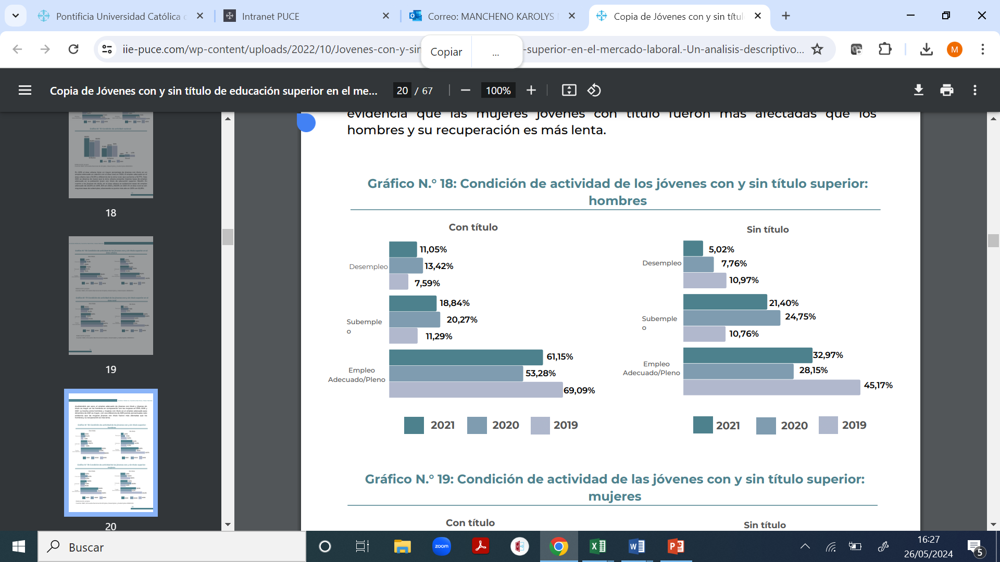 Pontificia Universidad Católica
Intranet PUCE
Correo: MANCHENO KAROLYS
Copia de Jóvenes con y sin títul
iie-puce.com/wp-content/uploads/2022/10/Jovenes-con-y-sin
Copiar
...
-superior-en-el-mercado-laboral.-Un-analisis-descriptivo...
M
Copia de Jóvenes con y sin título de educación superior en el me...
20 / 67
100%
18
19
20
evidencia que las mujeres jóvenes con título fueron más afectadas que los
hombres y su recuperación es más lenta.
Gráfico N.° 18: Condición de actividad de los jóvenes con y sin título superior:
hombres
Con título
Desempleo
11,05%
13,42%
7,59%
Subemple
o
18,84%
20,27%
11,29%
Empleo
Adecuado/Pleno
61,15%
53,28%
69,09%
2021 2020 2019
Sin título
Desempleo
5,02%
7,76%
10,97%
Subemple
o
21,40%
24,75%
10,76%
Empleo
Adecuado/Pleno
32,97%
28,15%
45,17%
2021 2020 2019
Gráfico N.° 19: Condición de actividad de las jóvenes con y sin título superior:
mujeres
Con título
Sin título
Buscar
zoom
16:27
26/05/2024
5